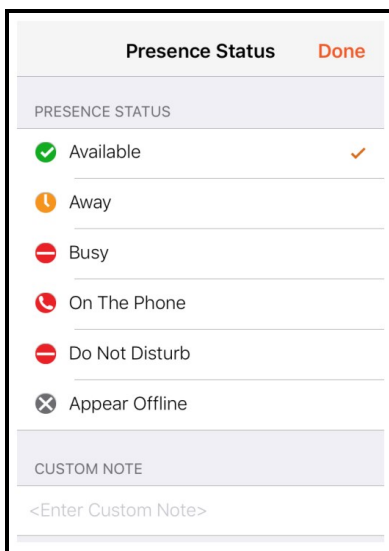 Presence Status Done
PRESENCE STATUS
Available
Away
Busy
On The Phone
Do Not Disturb
Appear Offline
CUSTOM NOTE
<Enter Custom Note>